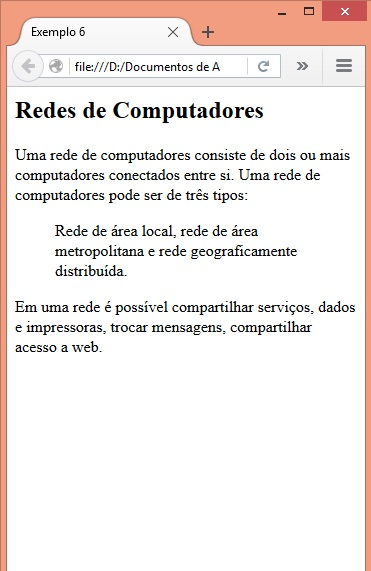 Exemplo 6
file:///D:/Documentos de A
Redes de Computadores
Uma rede de computadores consiste de dois ou mais
computadores conectados entre si. Uma rede de
computadores pode ser de três tipos:
Rede de área local, rede de área
metropolitana e rede geograficamente
distribuída.
Em uma rede é possível compartilhar serviços, dados
e impressoras, trocar mensagens, compartilhar
acesso a web.